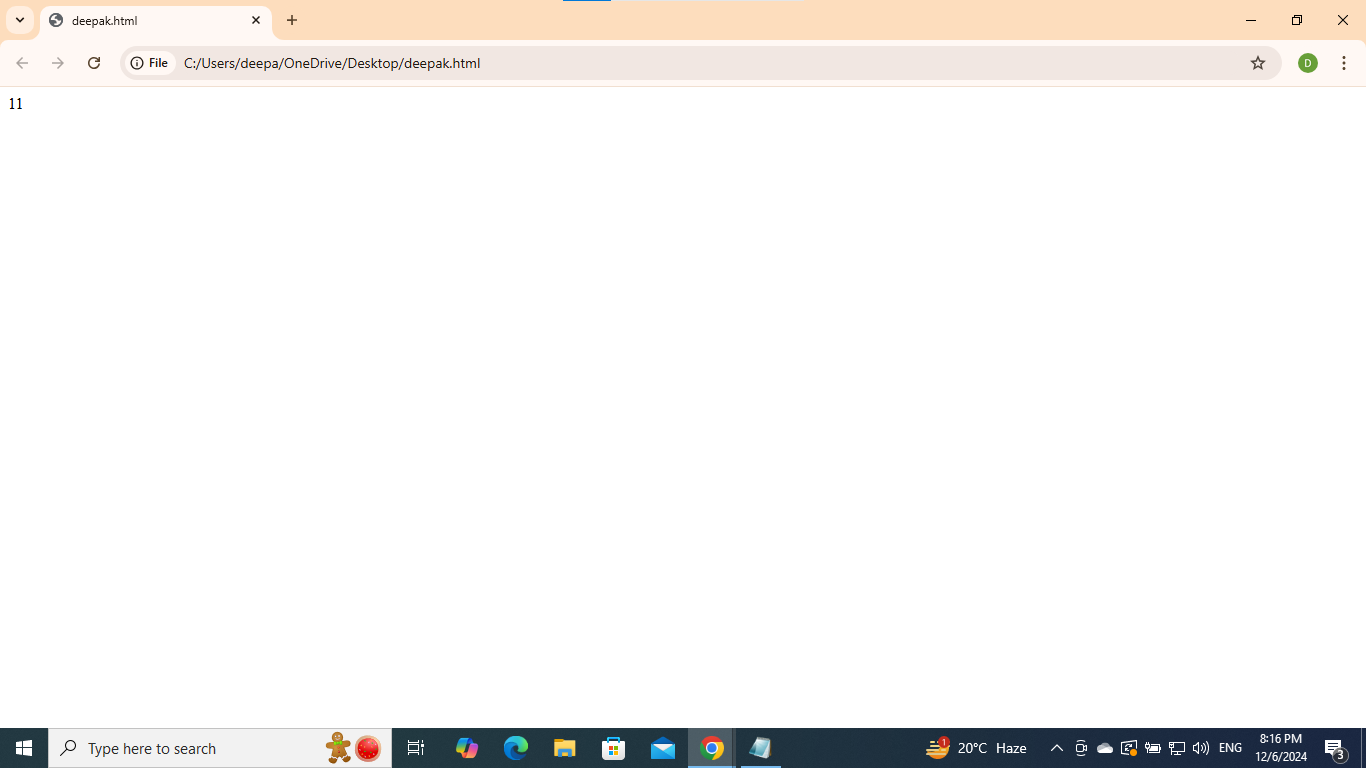 deepak.html
File C:/Users/deepa/OneDrive/Desktop/deepak.html
D
11
Type here to search
1
20°C Haze
ENG
8:16 PM
12/6/2024
3